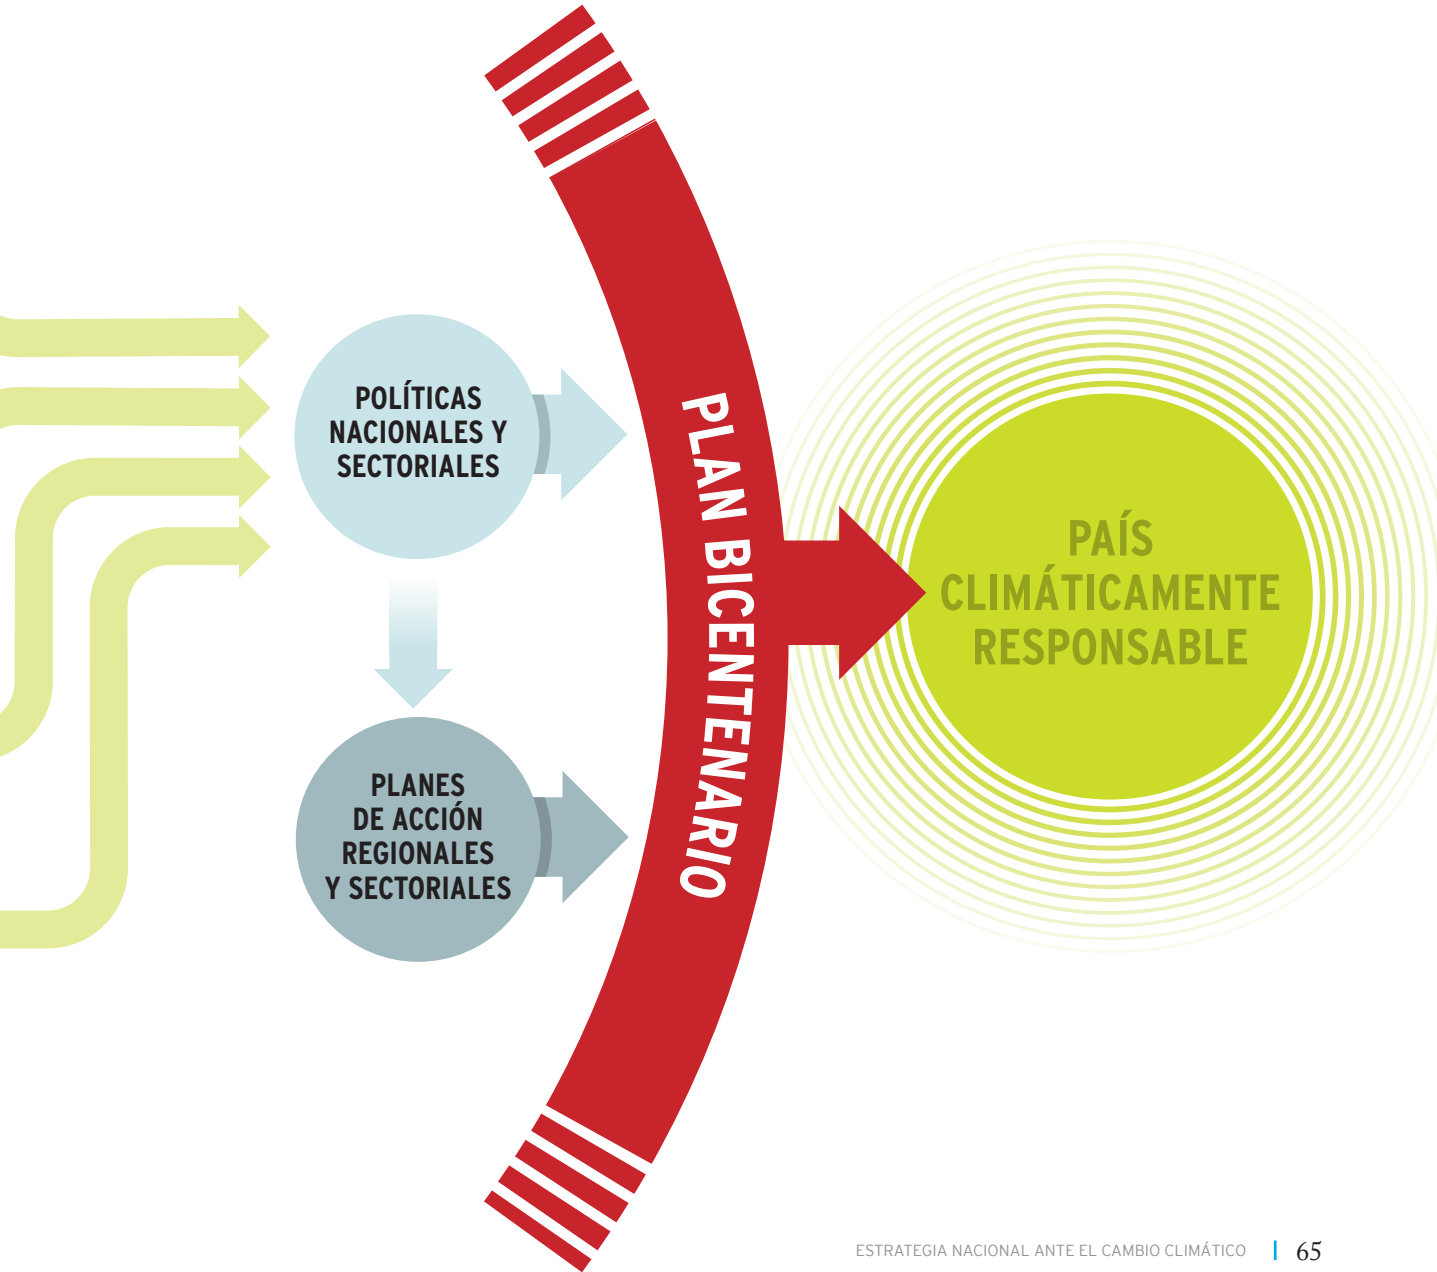 POLÍTICAS
NACIONALES Y
SECTORIALES
PLANES
DE ACCIÓN
REGIONALES
Y SECTORIALES
PLAN BICENTENARIO
PAÍS
CLIMÁTICAMENTE
RESPONSABLE
ESTRATEGIA NACIONAL ANTE EL CAMBIO CLIMÁTICO | 65